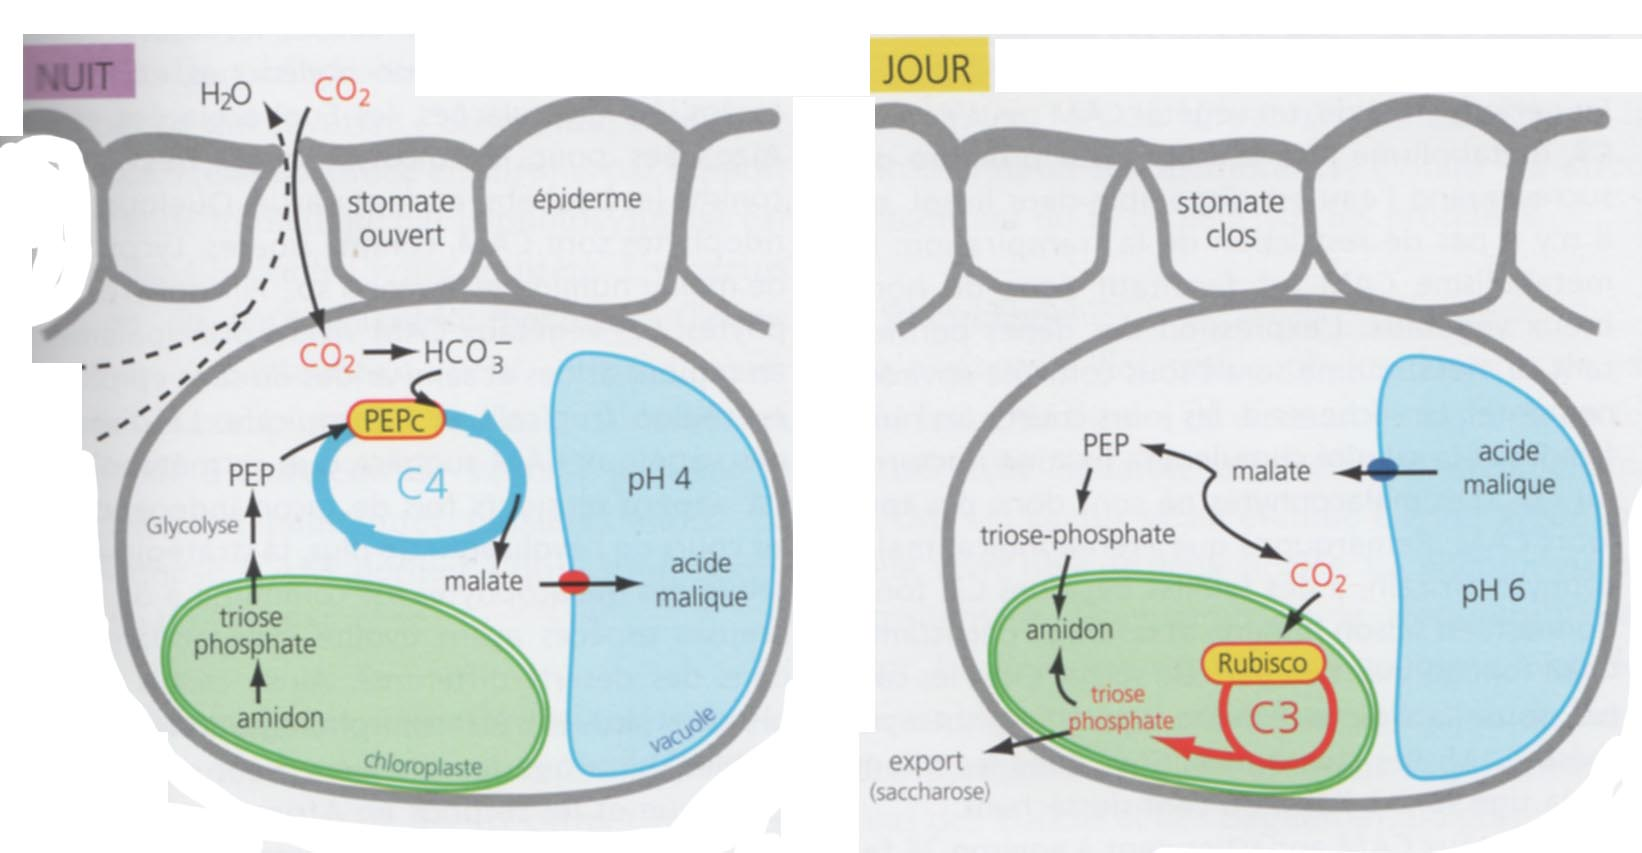 NUIT
H₂O
CO₂
stomate
ouvert
épiderme
CO₂
HCO₃⁻
PEPc
PEP
C4
pH 4
Glycolyse
malate
acide
malique
triose
phosphate
amidon
chloroplaste
vacuole
JOUR
stomate
clos
PEP
malate
acide
malique
triose-phosphate
CO₂
pH 6
amidon
Rubisco
triose
phosphate
C3
export
(saccharose)